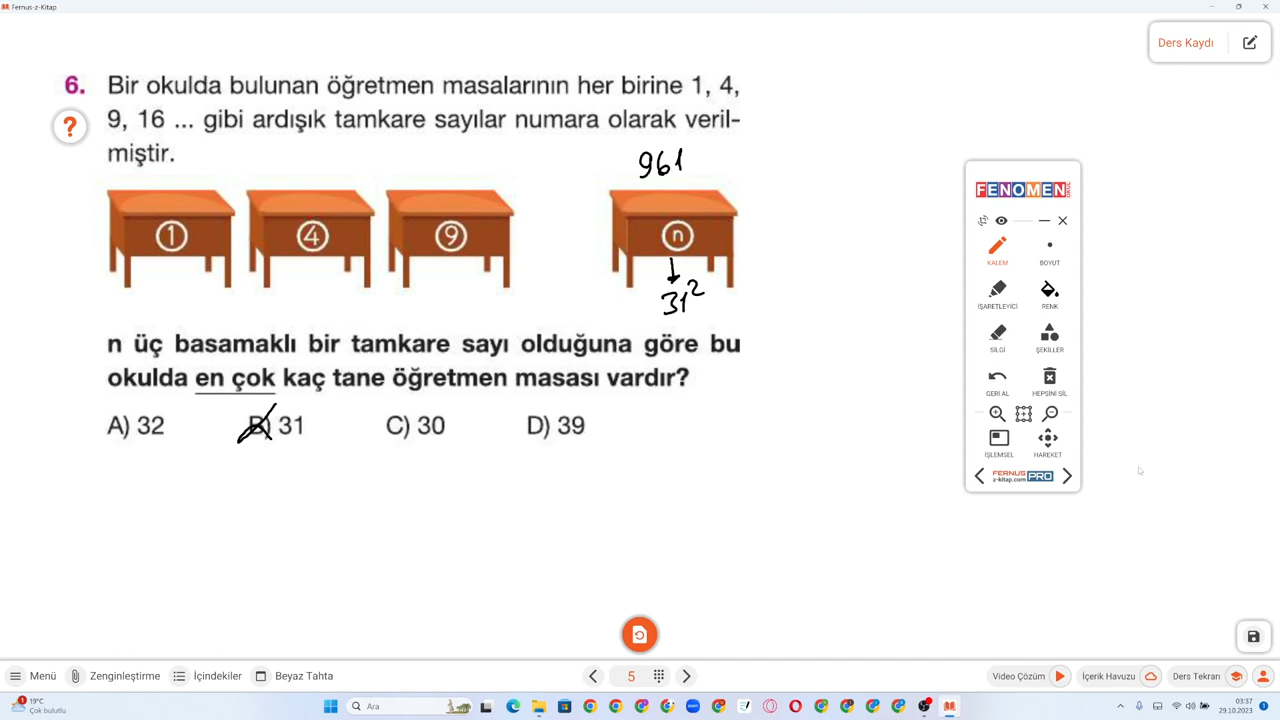 Fernus-z-Kitap
Ders Kaydı
6. Bir okulda bulunan öğretmen masalarının her birine 1, 4,
9, 16 ... gibi ardışık tamkare sayılar numara olarak veril-
miştir.
?
961
1 4 9 n
31²
n üç basamaklı bir tamkare sayı olduğuna göre bu
okulda en çok kaç tane öğretmen masası vardır?
A) 32 B) 31 C) 30 D) 39
FENOMEN
KALEM BOYUT
İŞARETLEYİCİ RENK
SİLGİ ŞEKİLLER
GERİ AL HEPSİNİ SİL
İŞLEMSEL HAREKET
FERNUS PRO
z-kitap.com
Menü Zenginleştirme İçindekiler Beyaz Tahta 5 Video Çözüm İçerik Havuzu Ders Tekrarı
1 19°C
Çok bulutlu
Ara
zoom
03:37
29.10.2023